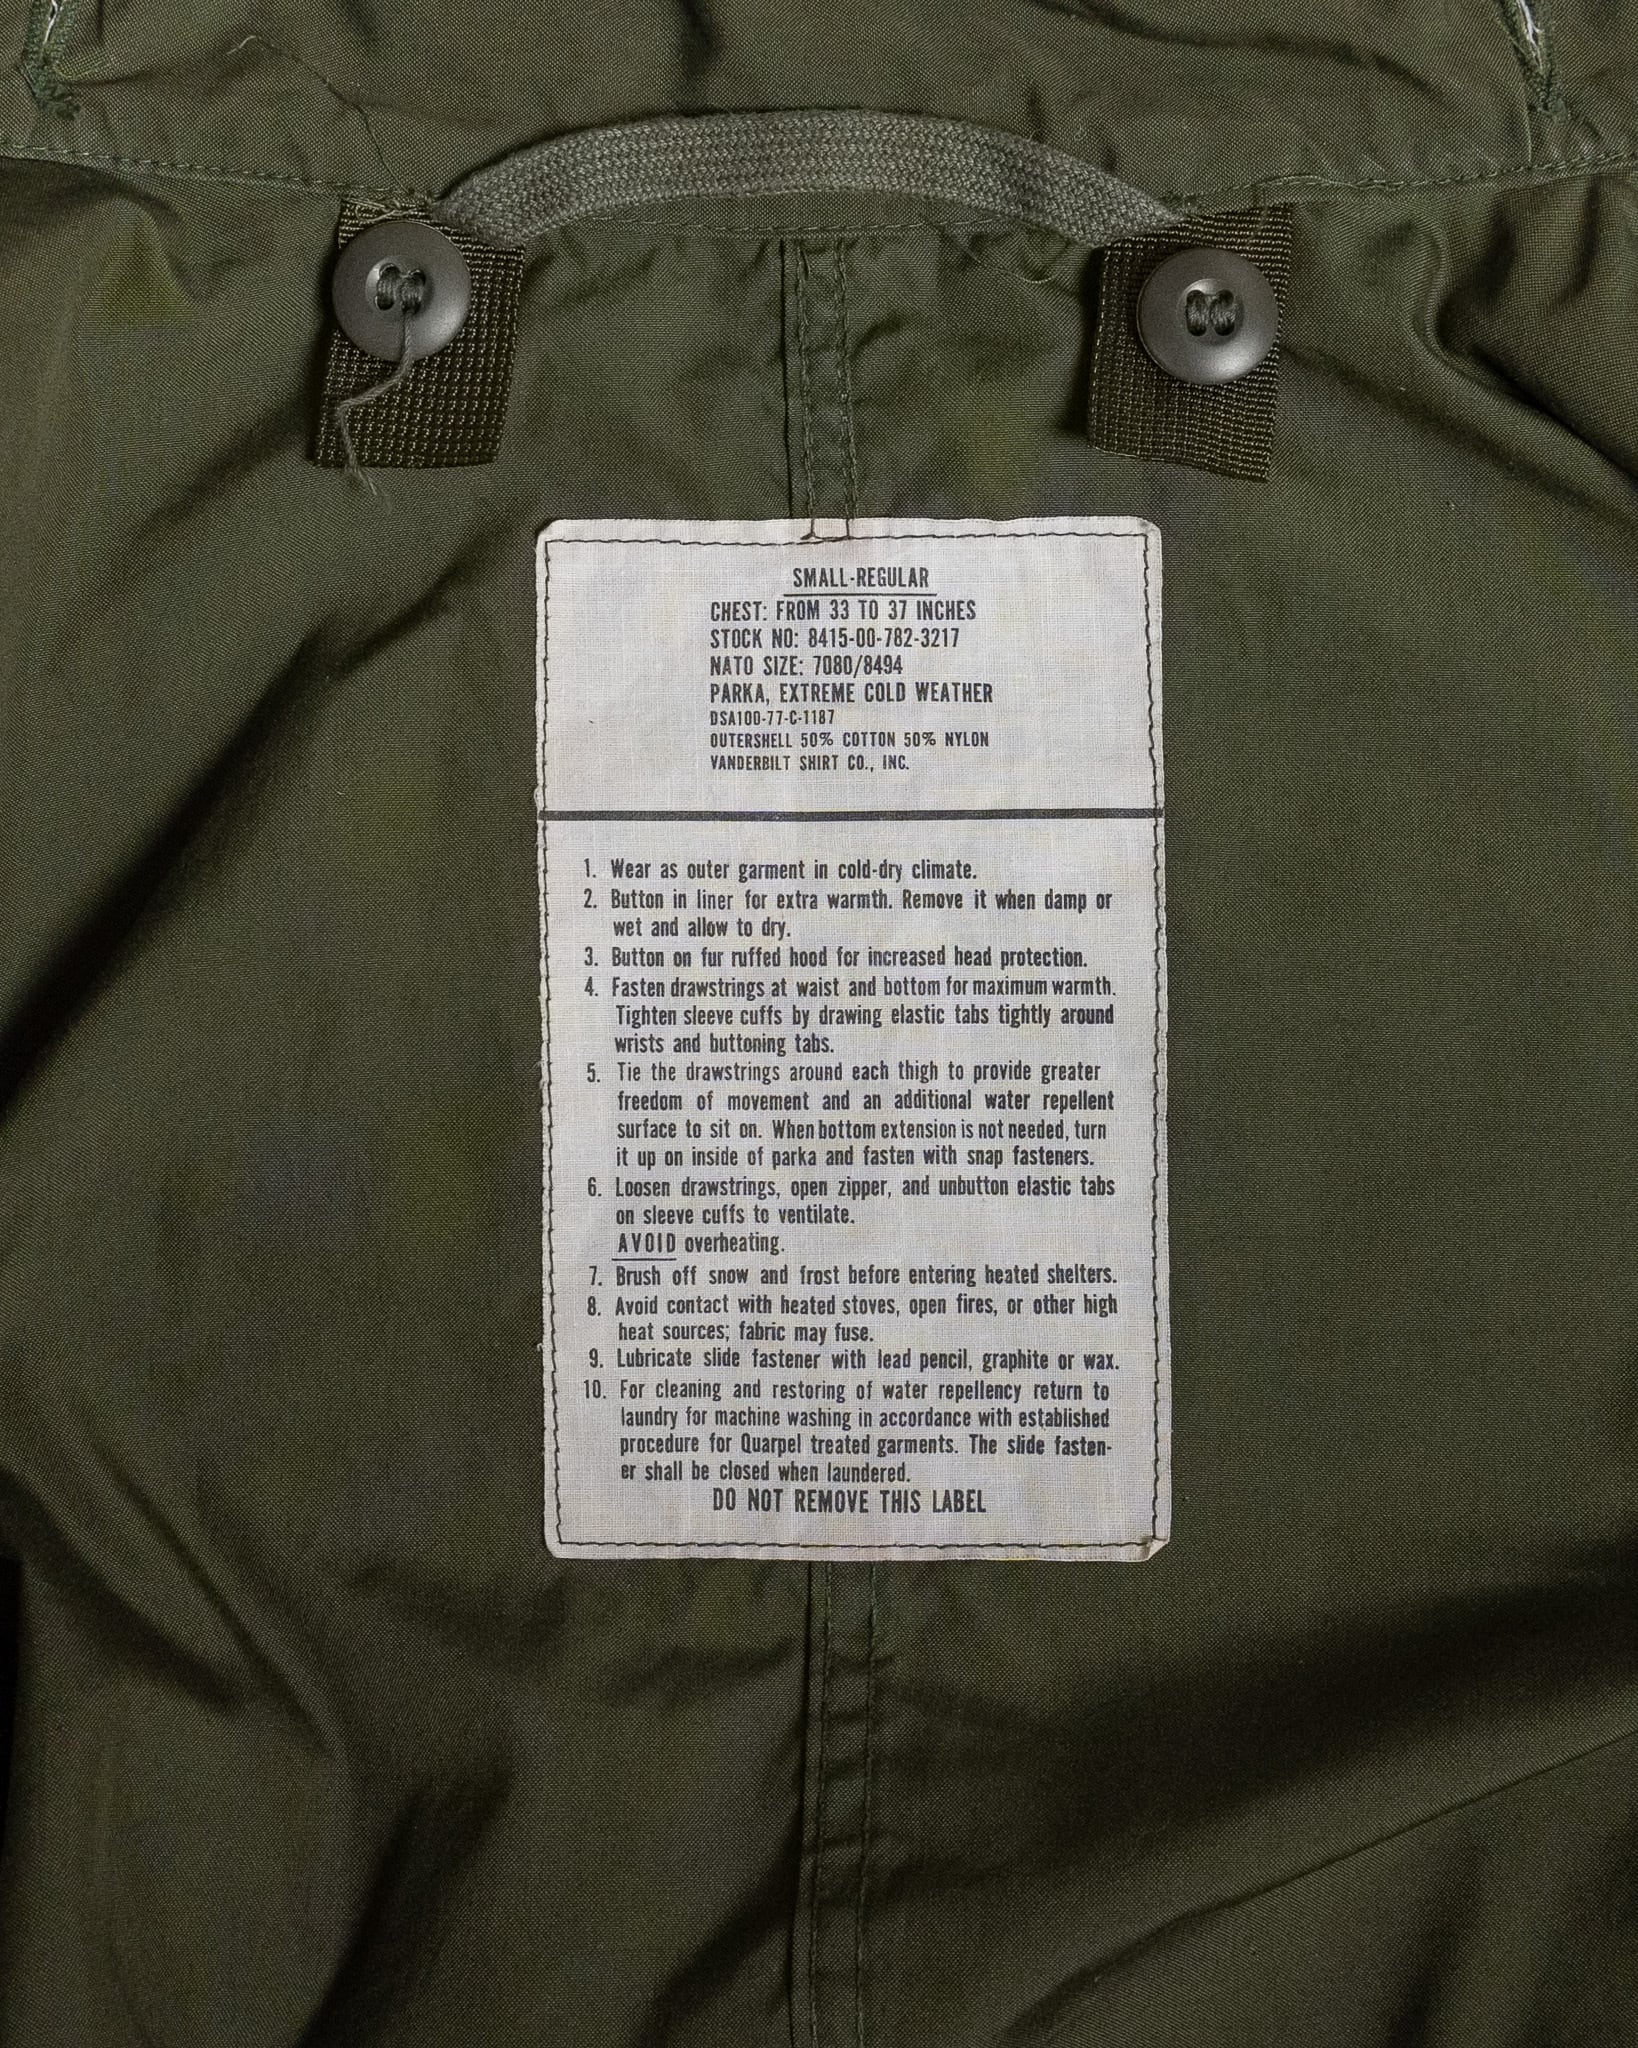 SMALL-REGULAR
CHEST: FROM 33 TO 37 INCHES
STOCK NO: 8415-00-782-3217
NATO SIZE: 7080/8494
PARKA, EXTREME COLD WEATHER
DSA100-77-C-1187
OUTERSHELL 50% COTTON 50% NYLON
VANDERBILT SHIRT CO., INC.
1. Wear as outer garment in cold-dry climate.
2. Button in liner for extra warmth. Remove it when damp or
wet and allow to dry.
3. Button on fur ruffed hood for increased head protection.
4. Fasten drawstrings at waist and bottom for maximum warmth.
Tighten sleeve cuffs by drawing elastic tabs tightly around
wrists and buttoning tabs.
5. Tie the drawstrings around each thigh to provide greater
freedom of movement and an additional water repellent
surface to sit on. When bottom extension is not needed, turn
it up on inside of parka and fasten with snap fasteners.
6. Loosen drawstrings, open zipper, and unbutton elastic tabs
on sleeve cuffs to ventilate.
AVOID overheating.
7. Brush off snow and frost before entering heated shelters.
8. Avoid contact with heated stoves, open fires, or other high
heat sources; fabric may fuse.
9. Lubricate slide fastener with lead pencil, graphite or wax.
10. For cleaning and restoring of water repellency return to
laundry for machine washing in accordance with established
procedure for Quarpel treated garments. The slide fasten-
er shall be closed when laundered.
DO NOT REMOVE THIS LABEL